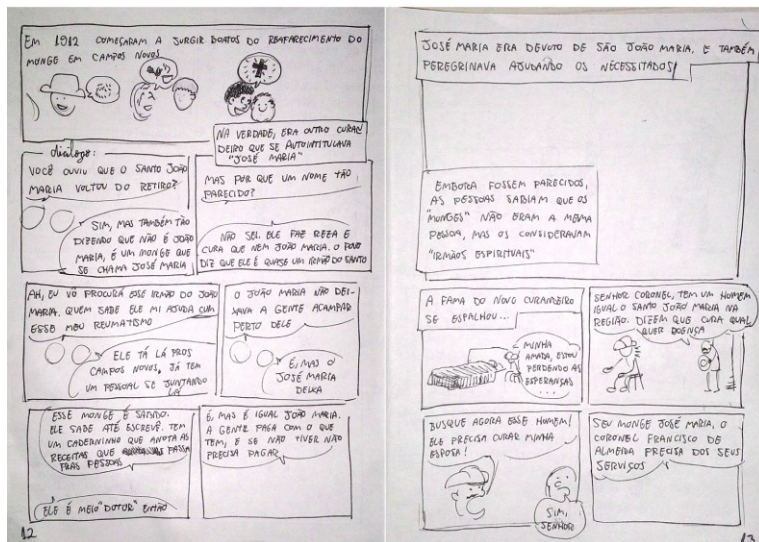 EM 1912 COMEÇARAM A SURGIR BOATOS DO REAPARECIMENTO DO
MONGE EM CAMPOS NOVOS
NA VERDADE, ERA OUTRO CURAN
DEIRO QUE SE AUTOINTITULAVA
"JOSÉ MARIA"
diálogo:
VOCÊ OUVIU QUE O SANTO JOÃO
MARIA VOLTOU DO RETIRO?
SIM, MAS TAMBÉM TÃO
DIZENDO QUE NÃO É JOÃO
MARIA, É UM MONGE QUE
SE CHAMA JOSÉ MARIA
MAS POR QUE UM NOME TÃO
PARECIDO?
NÃO SEI. ELE FAZ REZA E
CURA QUE NEM JOÃO MARIA. O POVO
DIZ QUE ELE É QUASE UM IRMÃO DO SANTO
AH, EU VÔ PROCURÁ ESSE IRMÃO DO JOÃO
MARIA. QUEM SABE ELE MI AJUDA CUM
ESSE MEU REUMATISMO
ELE TÁ LÁ PROS
CAMPOS NOVOS, JÁ TEM
UM PESSOAL SE JUNTANDO
LÁ
O JOÃO MARIA NÃO DEI-
XAVA A GENTE ACAMPAR
PERTO DELE
É, MAS O
JOSÉ MARIA
DEIXA
ESSE MONGE É SABIDO.
ELE SABE ATÉ ESCREVÊ. TEM
UM CADERNINHO QUE ANOTA AS
RECEITAS QUE PASSA
PRAS PESSOAS
ELE É MEIO "DOTOR" ENTÃO
É, MAS É IGUAL JOÃO MARIA.
A GENTE PAGA COM O QUE
TEM, E SE NÃO TIVER NÃO
PRECISA PAGAR
12
JOSÉ MARIA ERA DEVOTO DE SÃO JOÃO MARIA. E TAMBÉM
PEREGRINAVA AJUDANDO OS NECESSITADOS
EMBORA FOSSEM PARECIDOS,
AS PESSOAS SABIAM QUE OS
"MONGES" NÃO ERAM A MESMA
PESSOA, MAS OS CONSIDERAVAM
"IRMÃOS ESPIRITUAIS"
A FAMA DO NOVO CURANDEIRO
SE ESPALHOU...
MINHA
AMADA, ESTOU
PERDENDO AS
ESPERANÇAS
...
SENHOR CORONEL, TEM UM HOMEM
IGUAL O SANTO JOÃO MARIA NA
REGIÃO. DIZEM QUE CURA QUAL
QUER DOENÇA
BUSQUE AGORA ESSE HOMEM!
ELE PRECISA CURAR MINHA
ESPOSA!
SIM,
SENHOR
SEU MONGE JOSÉ MARIA, O
CORONEL FRANCISCO DE
ALMEIDA PRECISA DOS SEUS
SERVIÇOS
13